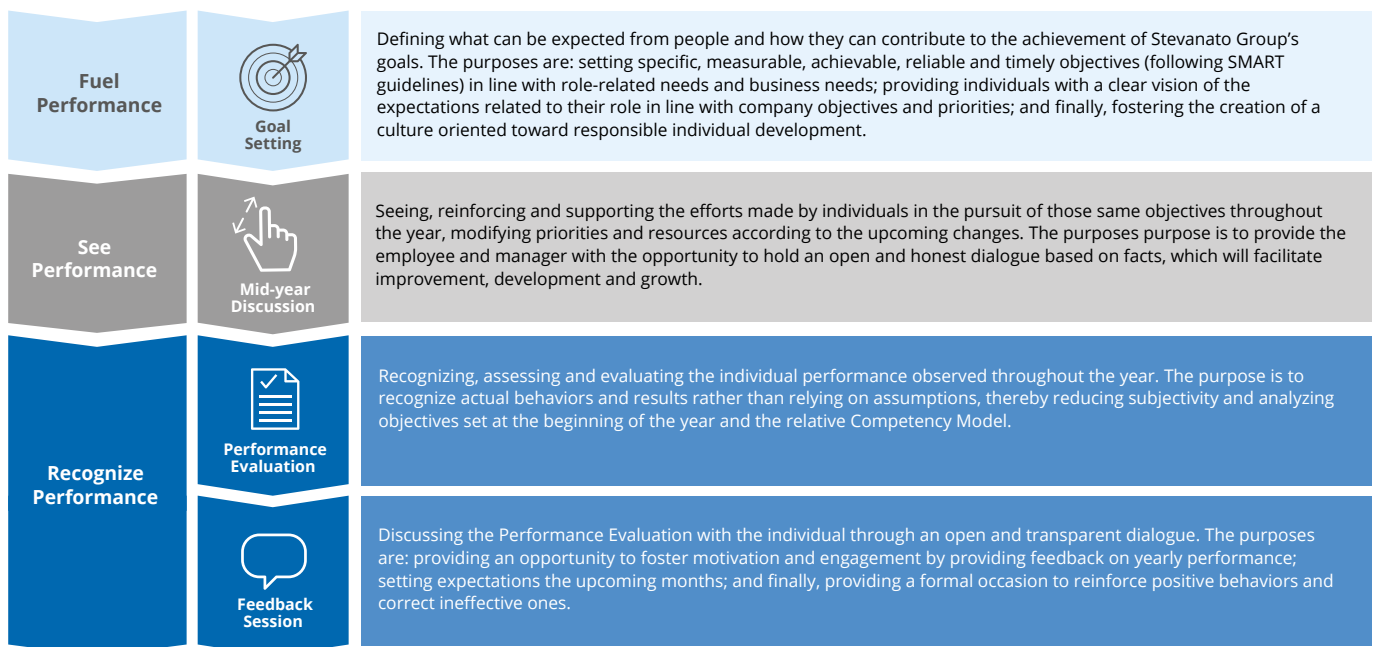 Fuel
Performance
Goal
Setting
Defining what can be expected from people and how they can contribute to the achievement of Stevanato Group’s
goals. The purposes are: setting specific, measurable, achievable, reliable and timely objectives (following SMART
guidelines) in line with role-related needs and business needs; providing individuals with a clear vision of the
expectations related to their role in line with company objectives and priorities; and finally, fostering the creation of a
culture oriented toward responsible individual development.
See
Performance
Mid-year
Discussion
Seeing, reinforcing and supporting the efforts made by individuals in the pursuit of those same objectives throughout
the year, modifying priorities and resources according to the upcoming changes. The purposes purpose is to provide the
employee and manager with the opportunity to hold an open and honest dialogue based on facts, which will facilitate
improvement, development and growth.
Recognize
Performance
Performance
Evaluation
Recognizing, assessing and evaluating the individual performance observed throughout the year. The purpose is to
recognize actual behaviors and results rather than relying on assumptions, thereby reducing subjectivity and analyzing
objectives set at the beginning of the year and the relative Competency Model.
Feedback
Session
Discussing the Performance Evaluation with the individual through an open and transparent dialogue. The purposes
are: providing an opportunity to foster motivation and engagement by providing feedback on yearly performance;
setting expectations the upcoming months; and finally, providing a formal occasion to reinforce positive behaviors and
correct ineffective ones.